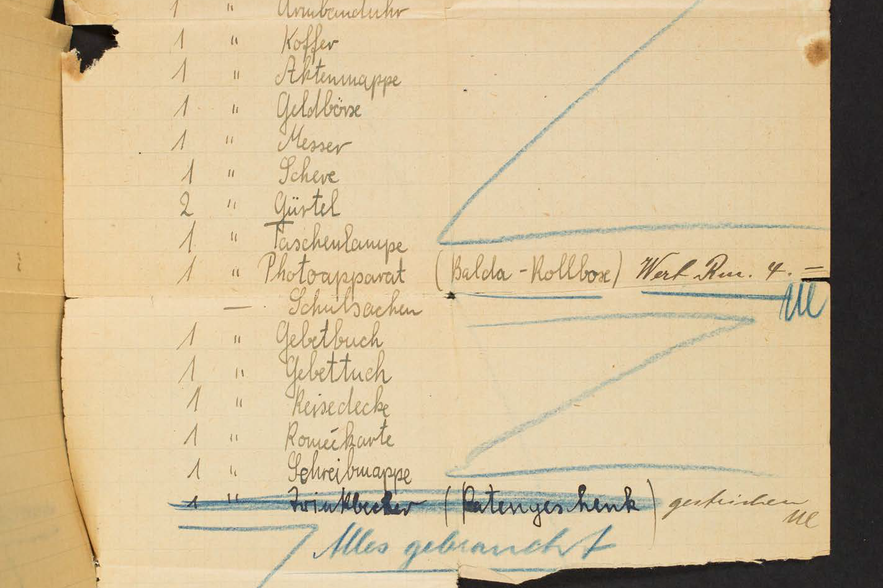 1 " Armbanduhr
1 " Koffer
1 " Aktenmappe
1 " Geldbörse
1 " Messer
1 " Schere
2 " Gürtel
1 " Taschenlampe
1 " Photoapparat (Balda-Rollboxe) Wert Rm. 4.=
— Schulsachen
1 " Gebetbuch
1 " Gebettuch
1 " Reisedecke
1 "
1 " Schreibmappe
1 " Trinkbecher (Patengeschenk) gestrichen
Alles gebraucht